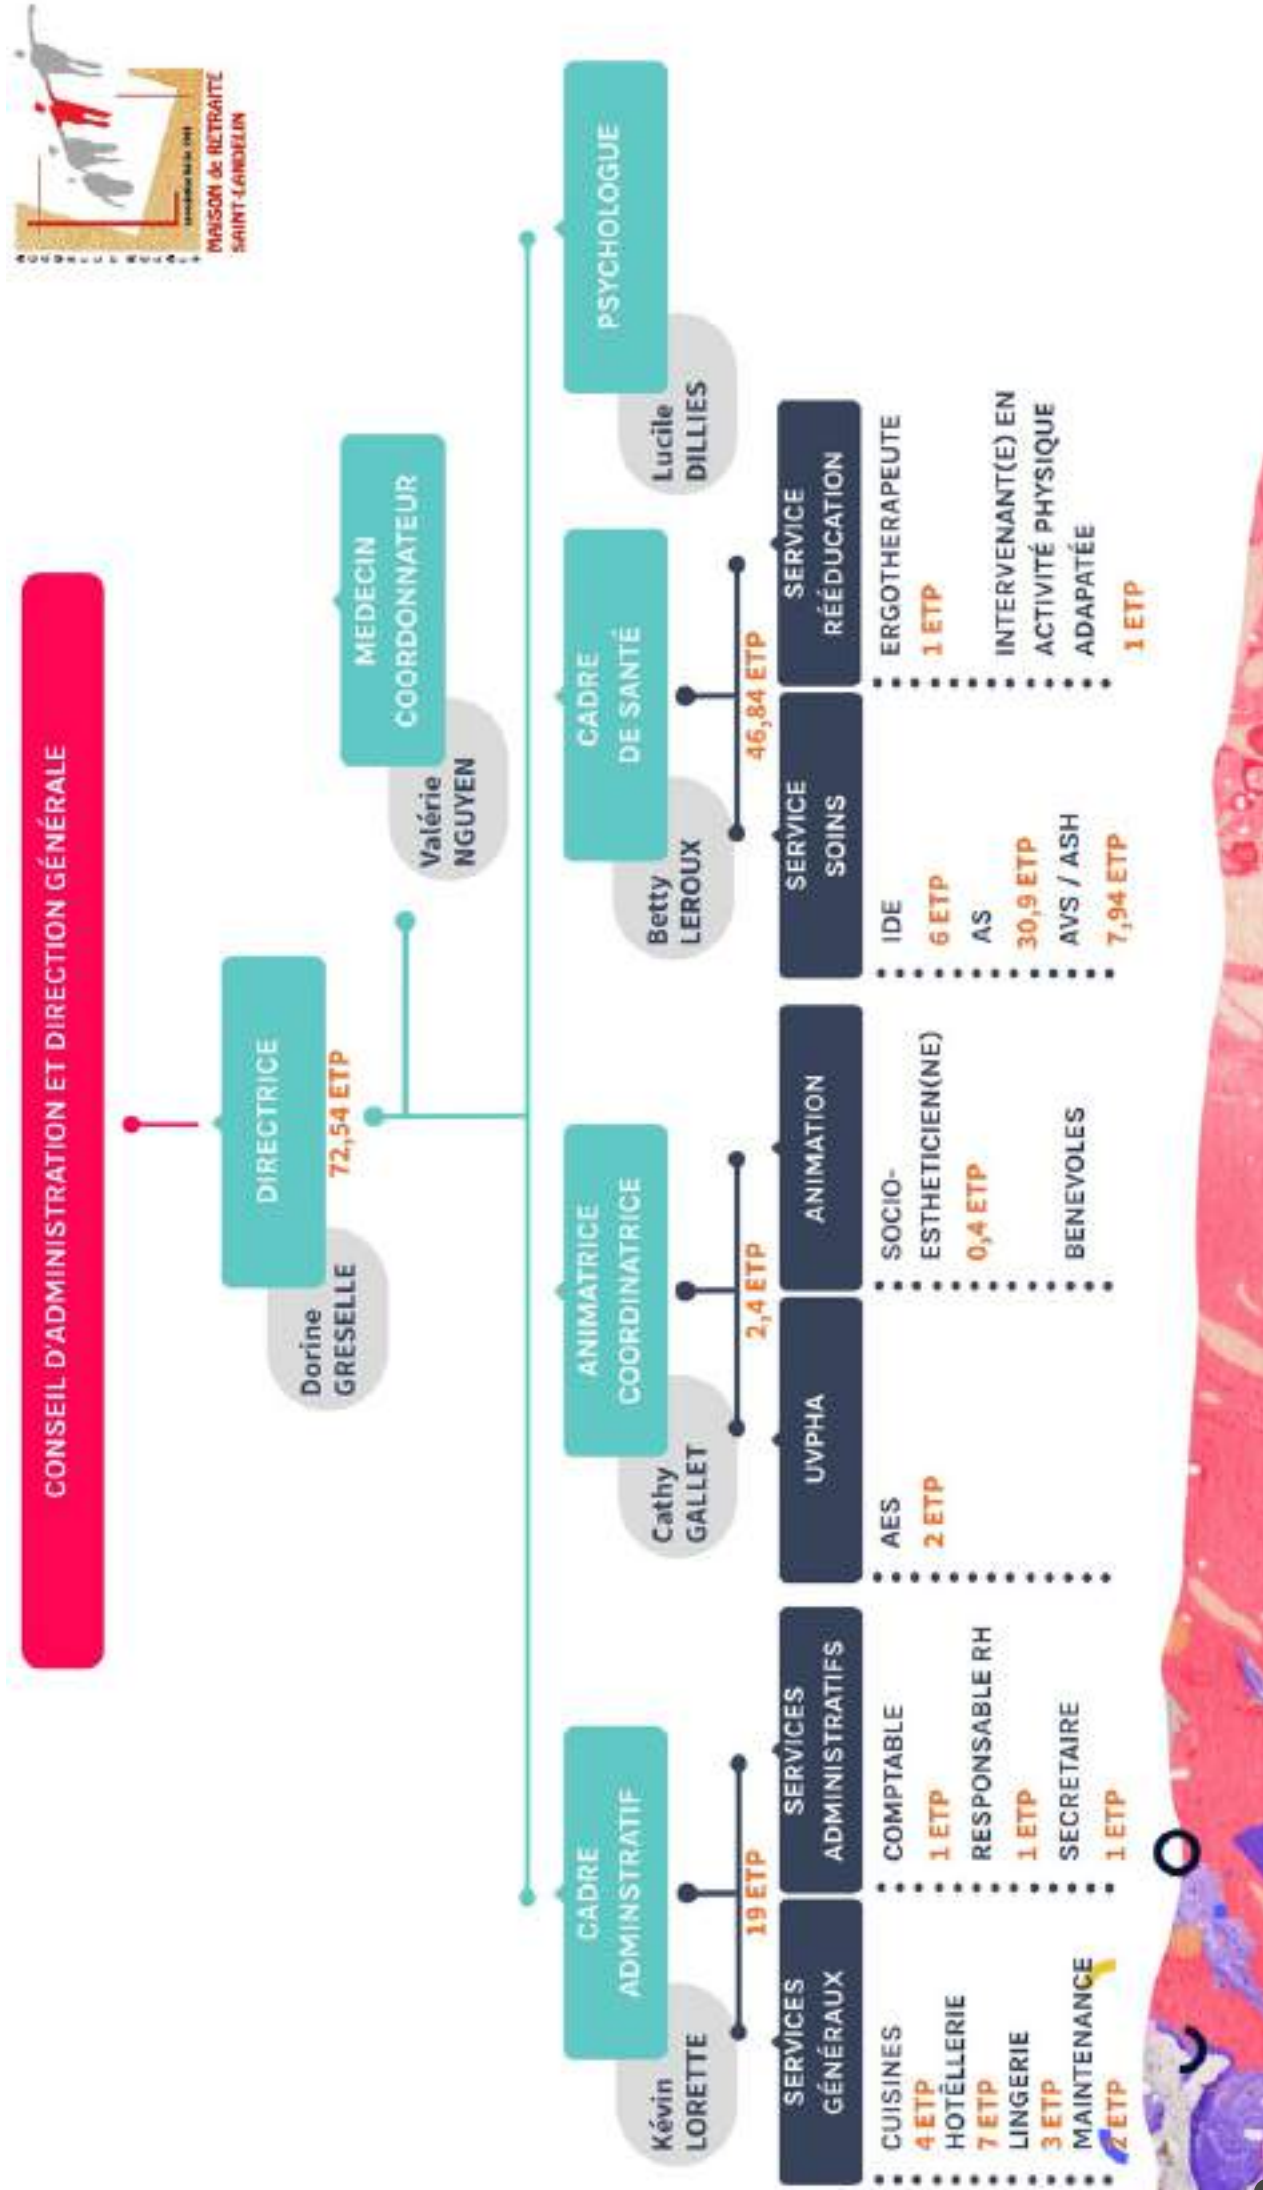 MAISON de RETRAITE
SAINT-LANDELIN
CONSEIL D'ADMINISTRATION ET DIRECTION GÉNÉRALE
DIRECTRICE
Dorine
GRESELLE
72,54 ETP
MEDECIN
COORDONNATEUR
Valérie
NGUYEN
CADRE
ADMINSTRATIF
Kévin
LORETTE
19 ETP
ANIMATRICE
COORDINATRICE
Cathy
GALLET
2,4 ETP
CADRE
DE SANTÉ
Betty
LEROUX
46,84 ETP
PSYCHOLOGUE
Lucile
DILLIES
SERVICES
GÉNÉRAUX
CUISINES
4 ETP
HOTÊLLERIE
7 ETP
LINGERIE
3 ETP
MAINTENANCE
2 ETP
SERVICES
ADMINISTRATIFS
COMPTABLE
1 ETP
RESPONSABLE RH
1 ETP
SECRETAIRE
1 ETP
UVPHA
AES
2 ETP
ANIMATION
SOCIO-
ESTHETICIEN(NE)
0,4 ETP
BENEVOLES
SERVICE
SOINS
IDE
6 ETP
AS
30,9 ETP
AVS / ASH
7,94 ETP
SERVICE
RÉÉDUCATION
ERGOTHERAPEUTE
1 ETP
INTERVENANT(E) EN
ACTIVITÉ PHYSIQUE
ADAPATÉE
1 ETP